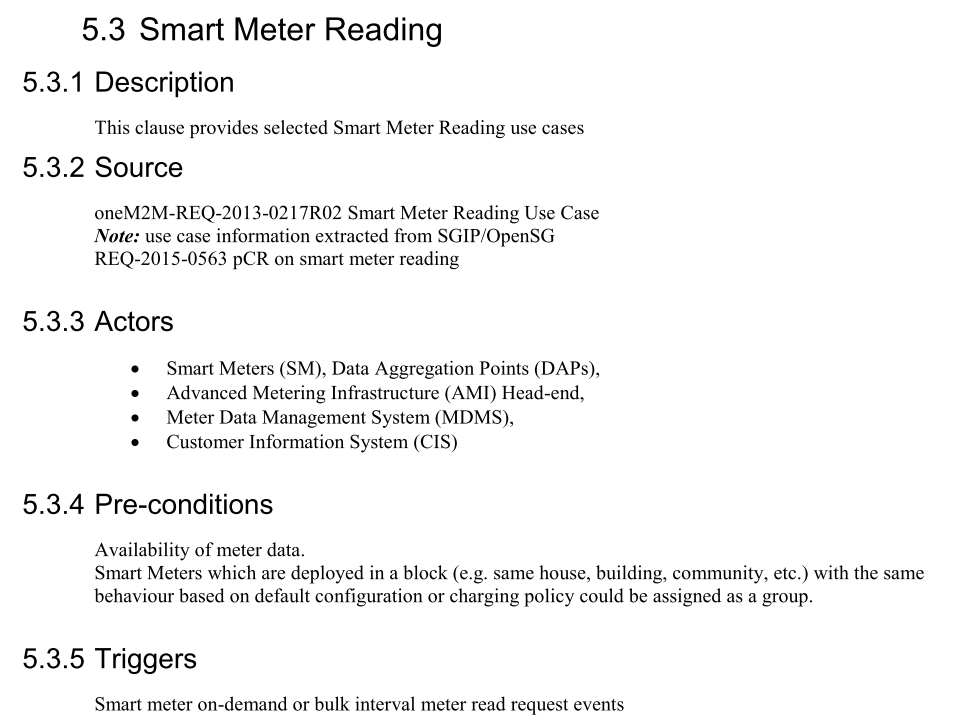 5.3 Smart Meter Reading
5.3.1 Description
This clause provides selected Smart Meter Reading use cases
5.3.2 Source
oneM2M-REQ-2013-0217R02 Smart Meter Reading Use Case
Note: use case information extracted from SGIP/OpenSG
REQ-2015-0563 pCR on smart meter reading
5.3.3 Actors
• Smart Meters (SM), Data Aggregation Points (DAPs),
• Advanced Metering Infrastructure (AMI) Head-end,
• Meter Data Management System (MDMS),
• Customer Information System (CIS)
5.3.4 Pre-conditions
Availability of meter data.
Smart Meters which are deployed in a block (e.g. same house, building, community, etc.) with the same
behaviour based on default configuration or charging policy could be assigned as a group.
5.3.5 Triggers
Smart meter on-demand or bulk interval meter read request events